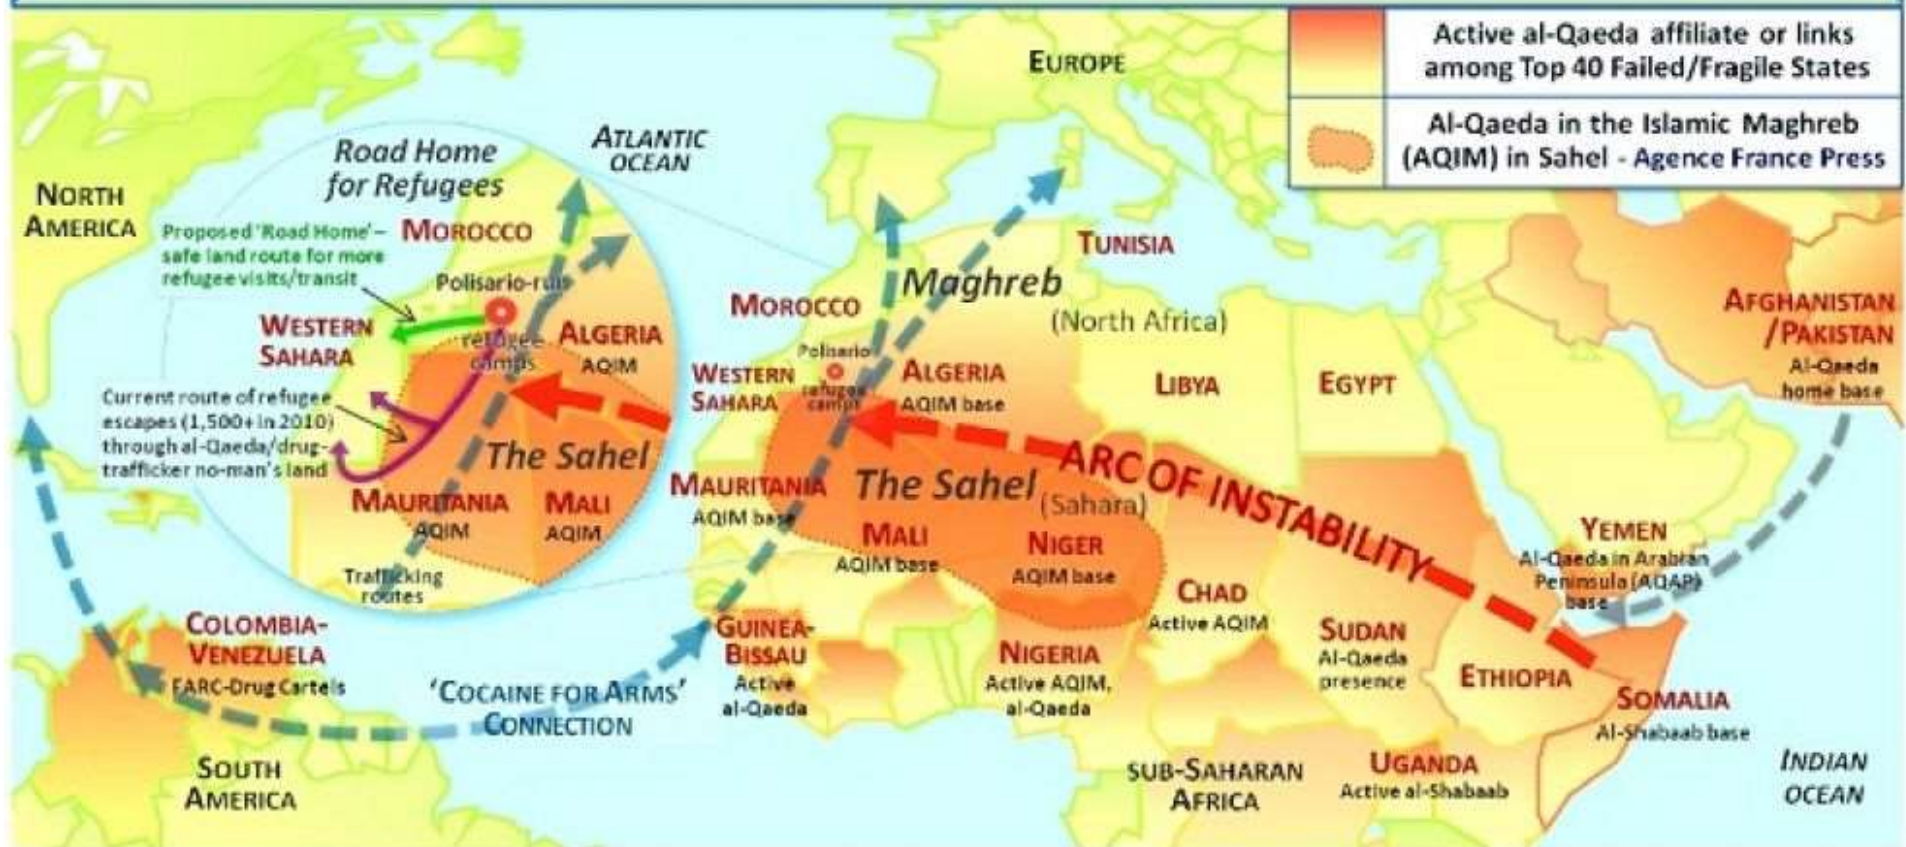 Active al-Qaeda affiliate or links
among Top 40 Failed/Fragile States
Al-Qaeda in the Islamic Maghreb
(AQIM) in Sahel - Agence France Press
EUROPE
ATLANTIC
OCEAN
NORTH
AMERICA
Road Home
for Refugees
Proposed 'Road Home'–
safe land route for more
refugee visits/transit
MOROCCO
Polisario-run
refugee
camps
WESTERN
SAHARA
ALGERIA
AQIM
Current route of refugee
escapes (1,500+ in 2010)
through al-Qaeda/drug-
trafficker no-man's land
The Sahel
MAURITANIA
AQIM
MALI
AQIM
Trafficking
routes
TUNISIA
Maghreb
(North Africa)
MOROCCO
Polisario
refugee
camps
WESTERN
SAHARA
ALGERIA
AQIM base
LIBYA
EGYPT
AFGHANISTAN
/PAKISTAN
Al-Qaeda
home base
ARC OF INSTABILITY
The Sahel
(Sahara)
MAURITANIA
AQIM base
MALI
AQIM base
NIGER
AQIM base
CHAD
Active AQIM
YEMEN
Al-Qaeda in Arabian
Peninsula (AQAP)
base
COLOMBIA-
VENEZUELA
FARC-Drug Cartels
'COCAINE FOR ARMS'
CONNECTION
GUINEA-
BISSAU
Active
al-Qaeda
NIGERIA
Active AQIM,
al-Qaeda
SUDAN
Al-Qaeda
presence
ETHIOPIA
SOMALIA
Al-Shabaab base
SOUTH
AMERICA
SUB-SAHARAN
AFRICA
UGANDA
Active al-Shabaab
INDIAN
OCEAN